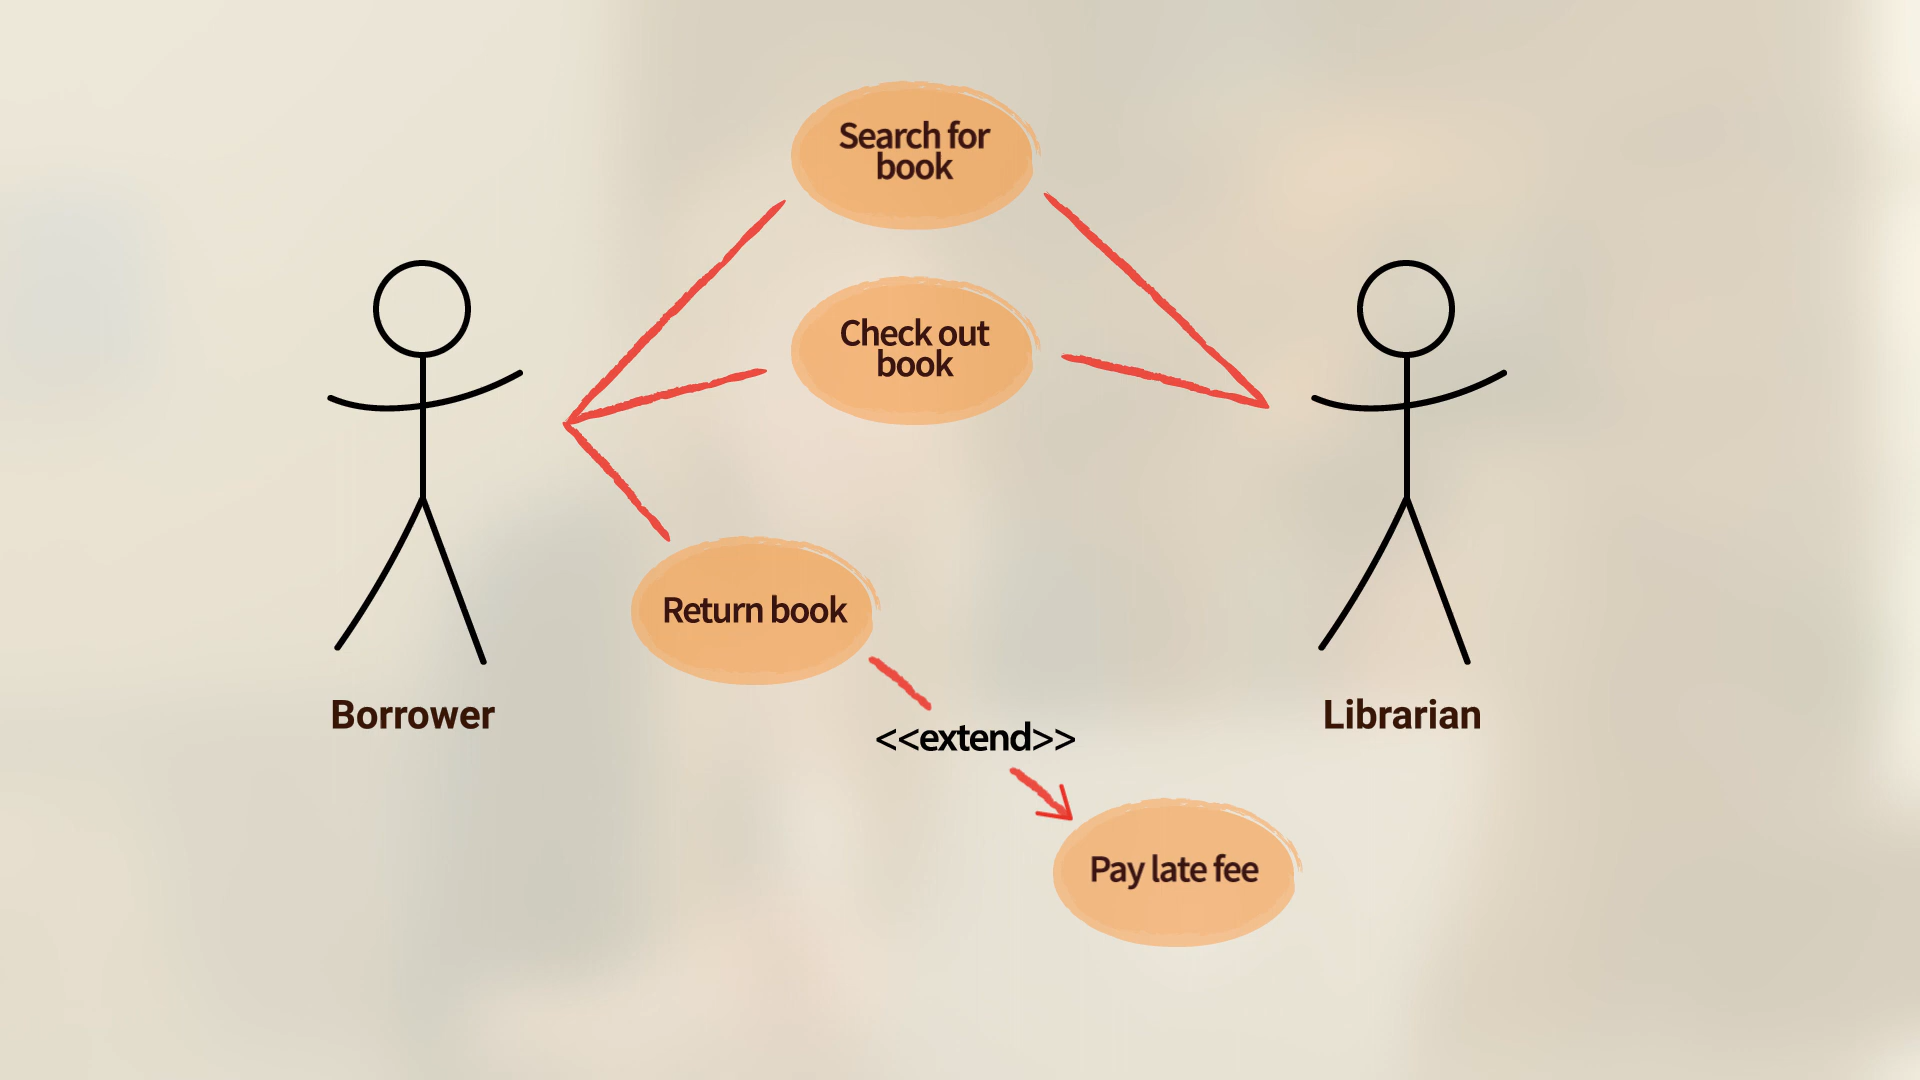 Search for
book
Check out
book
Return book
Borrower
Librarian
<<extend>>
Pay late fee